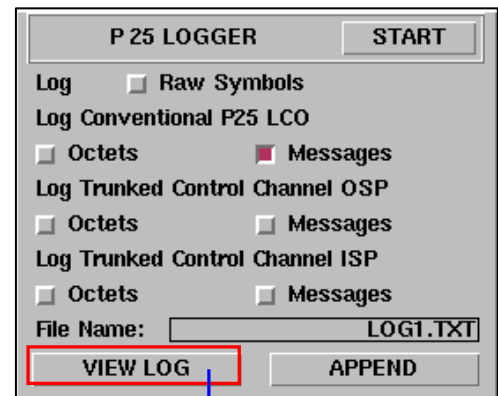 P 25 LOGGER START
Log Raw Symbols
Log Conventional P25 LCO
Octets Messages
Log Trunked Control Channel OSP
Octets Messages
Log Trunked Control Channel ISP
Octets Messages
File Name: LOG1.TXT
VIEW LOG APPEND